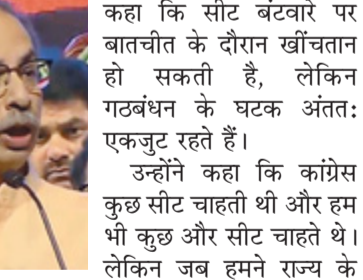 कहा कि सीट बंटवारे पर
बातचीत के दौरान खींचतान
हो सकती है, लेकिन
गठबंधन के घटक अंतत:
एकजुट रहते हैं।
उन्होंने कहा कि कांग्रेस
कुछ सीट चाहती थी और हम
भी कुछ और सीट चाहते थे।
लेकिन जब हमने राज्य के